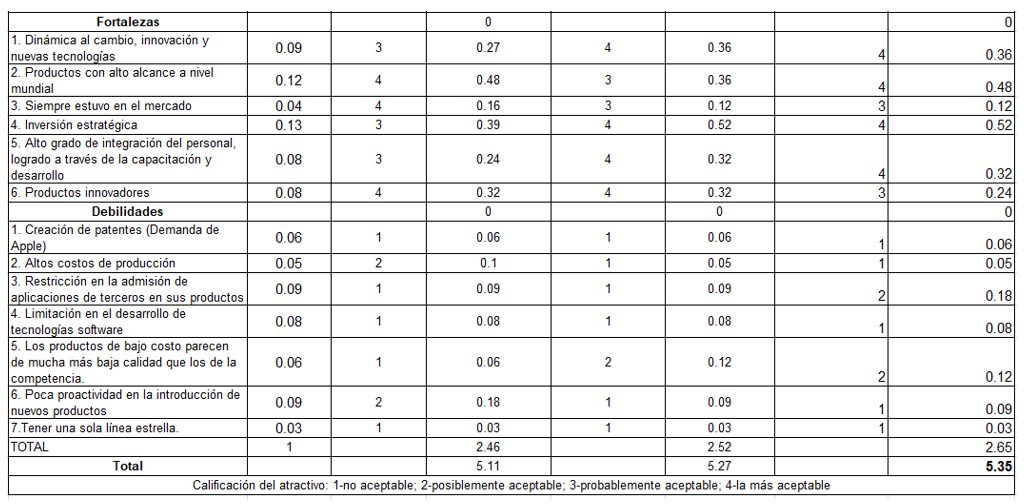 Fortalezas 0 0
1. Dinámica al cambio, innovación y
nuevas tecnologías 0.09 3 0.27 4 0.36 4 0.36
2. Productos con alto alcance a nivel
mundial 0.12 4 0.48 3 0.36 4 0.48
3. Siempre estuvo en el mercado 0.04 4 0.16 3 0.12 3 0.12
4. Inversión estratégica 0.13 3 0.39 4 0.52 4 0.52
5. Alto grado de integración del personal,
logrado a través de la capacitación y
desarrollo 0.08 3 0.24 4 0.32 4 0.32
6. Productos innovadores 0.08 4 0.32 4 0.32 3 0.24
Debilidades 0 0 0
1. Creación de patentes (Demanda de
Apple) 0.06 1 0.06 1 0.06 1 0.06
2. Altos costos de producción 0.05 2 0.1 1 0.05 1 0.05
3. Restricción en la admisión de
aplicaciones de terceros en sus productos 0.09 1 0.09 1 0.09 2 0.18
4. Limitación en el desarrollo de
tecnologías software 0.08 1 0.08 1 0.08 1 0.08
5. Los productos de bajo costo parecen
de mucha más baja calidad que los de la
competencia. 0.06 1 0.06 2 0.12 2 0.12
6. Poca proactividad en la introducción de
nuevos productos 0.09 2 0.18 1 0.09 1 0.09
7.Tener una sola línea estrella. 0.03 1 0.03 1 0.03 1 0.03
TOTAL 1 2.46 2.52 2.65
Total 5.11 5.27 5.35
Calificación del atractivo: 1-no aceptable; 2-posiblemente aceptable; 3-probablemente aceptable; 4-la más aceptable